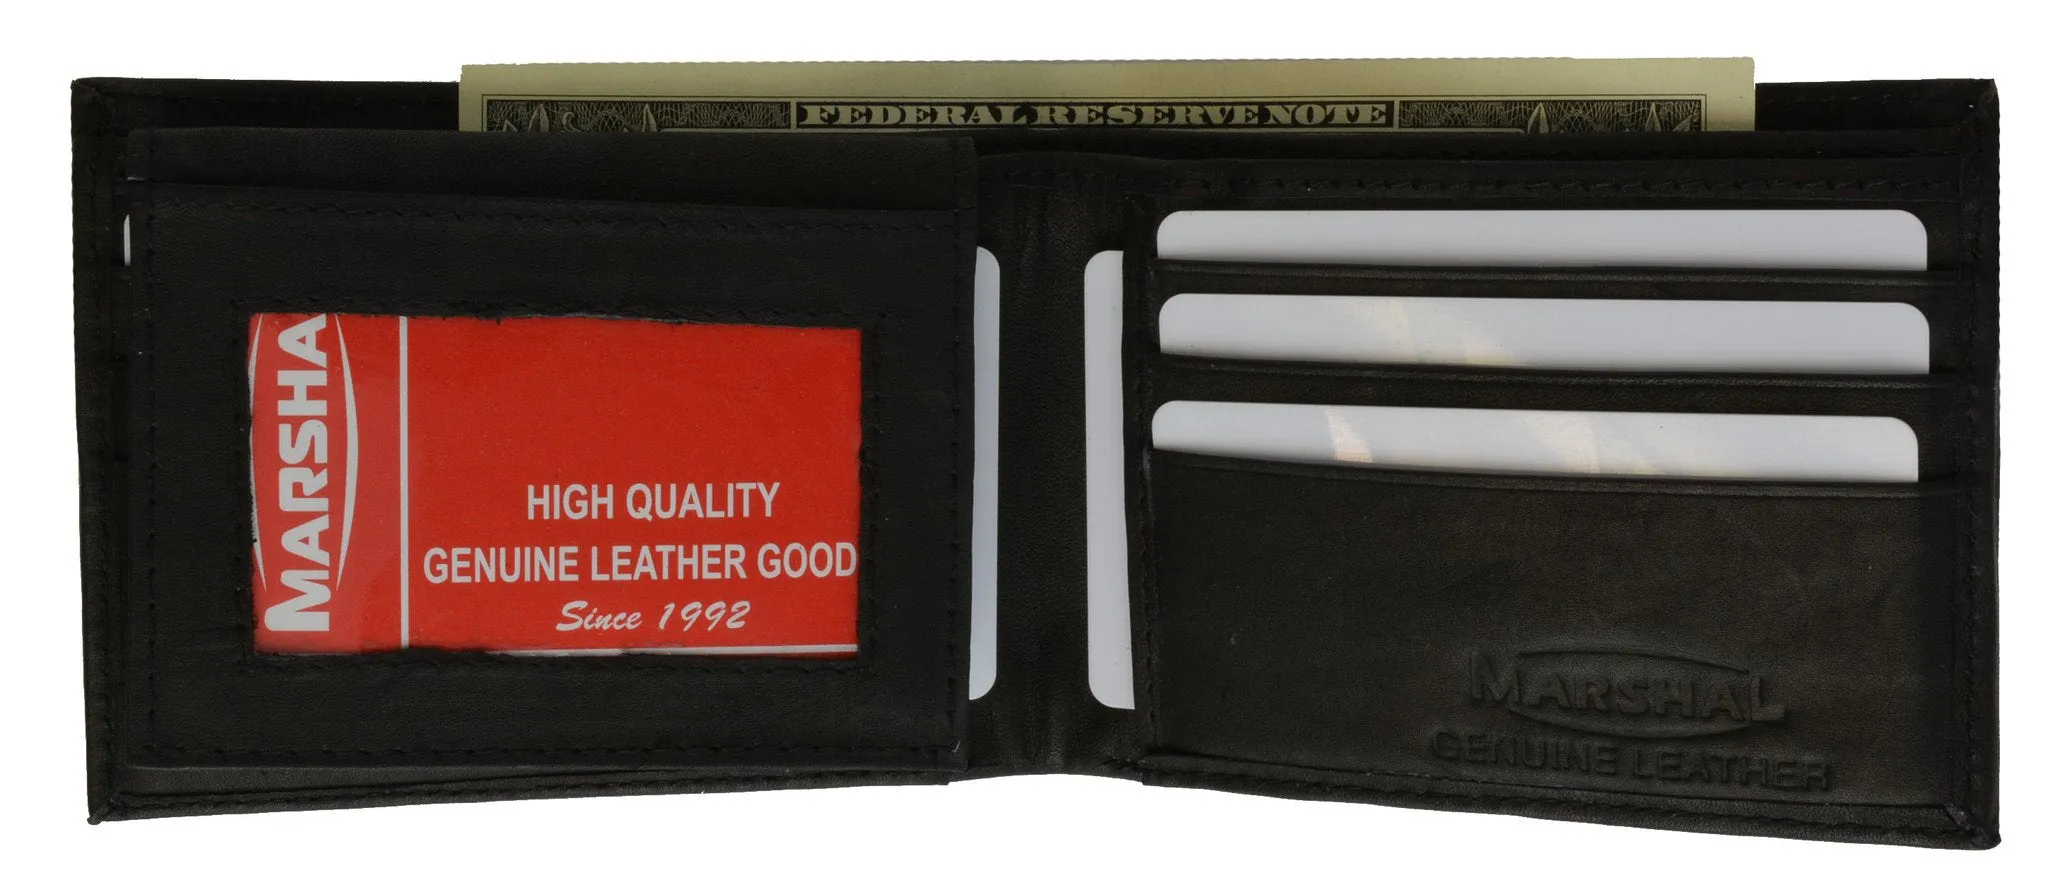 FEDERAL RESERVE NOTE
MARSHA
HIGH QUALITY
GENUINE LEATHER GOOD
Since 1992
MARSHAL
GENUINE LEATHER